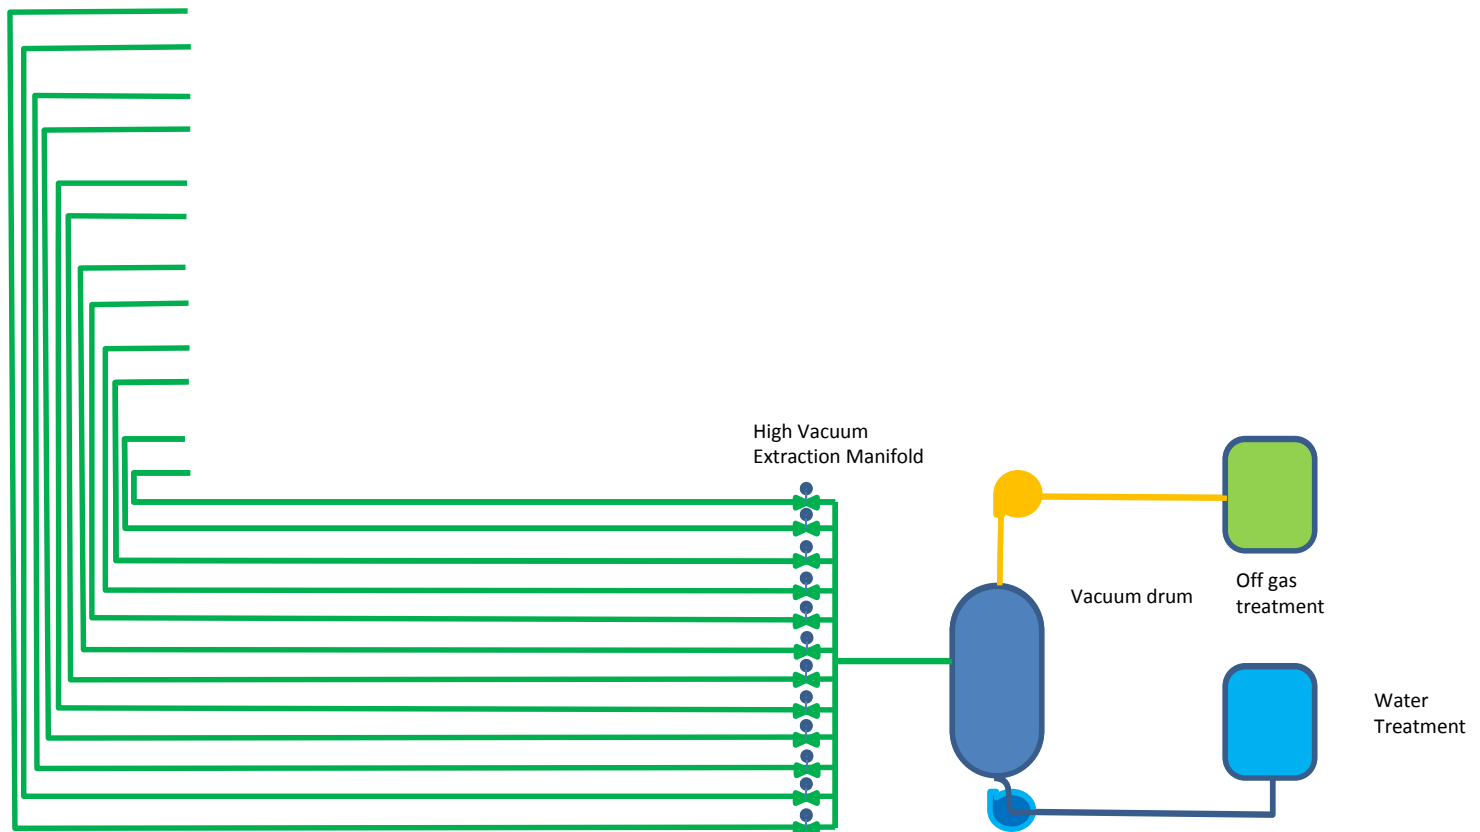 High Vacuum
Extraction Manifold
Vacuum drum
Off gas
treatment
Water
Treatment